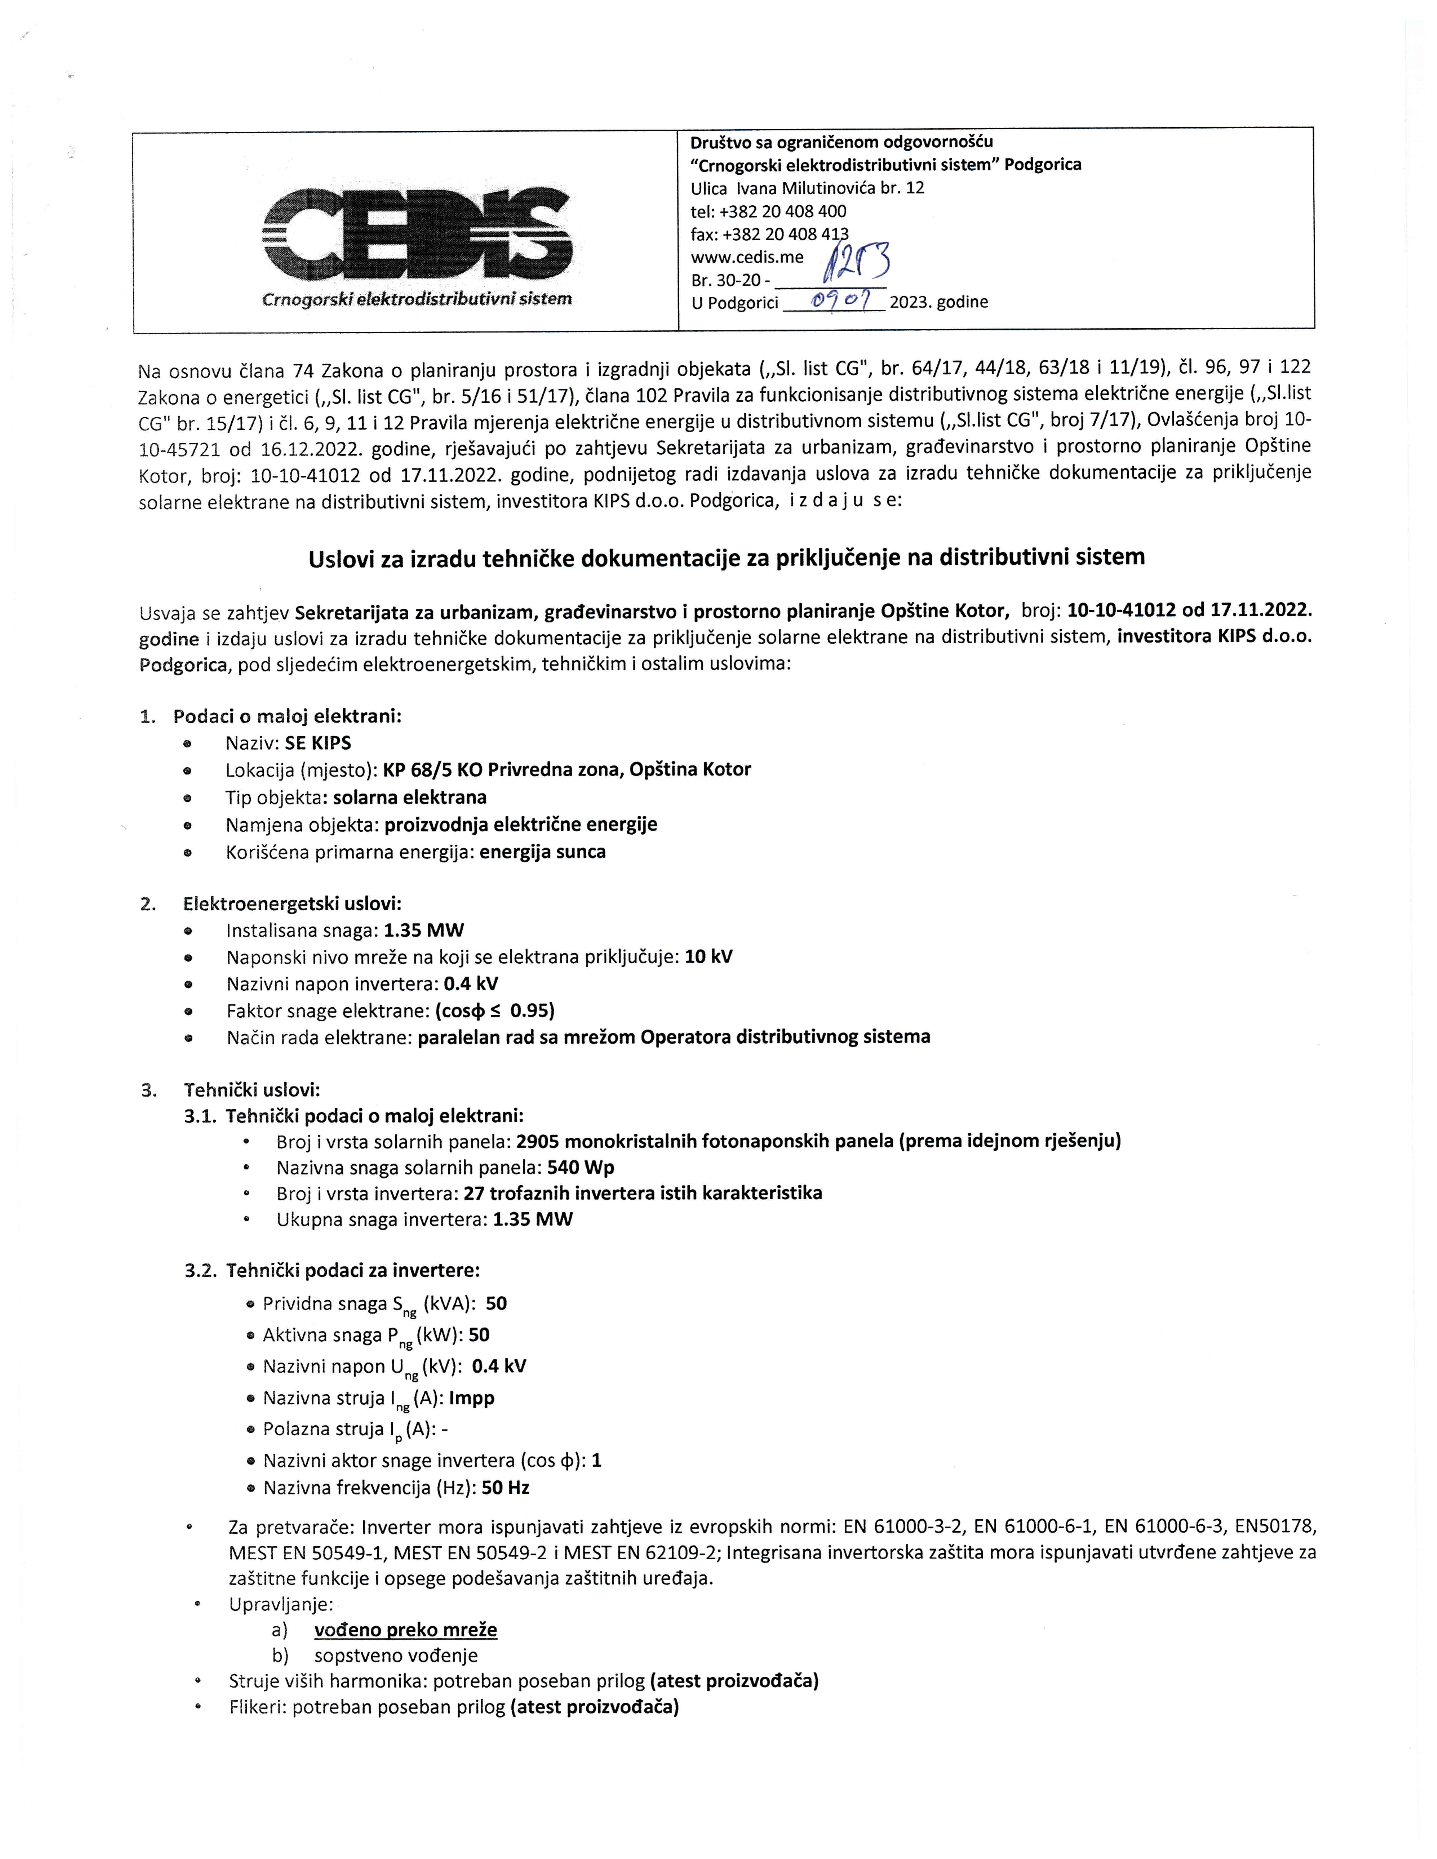 CEDIS
Crnogorski elektrodistributivni sistem
Društvo sa ograničenom odgovornošću
“Crnogorski elektrodistributivni sistem” Podgorica
Ulica Ivana Milutinovića br. 12
tel: +382 20 408 400
fax: +382 20 408 413
www.cedis.me
Br. 30-20 -
U Podgorici 2023. godine
Na osnovu člana 74 Zakona o planiranju prostora i izgradnji objekata (,,Sl. list CG", br. 64/17, 44/18, 63/18 i 11/19), čl. 96, 97 i 122
Zakona o energetici (,,Sl. list CG", br. 5/16 i 51/17), člana 102 Pravila za funkcionisanje distributivnog sistema električne energije (,,Sl.list
CG" br. 15/17) i čl. 6, 9, 11 i 12 Pravila mjerenja električne energije u distributivnom sistemu (,,Sl.list CG", broj 7/17), Ovlašćenja broj 10-
10-45721 od 16.12.2022. godine, rješavajući po zahtjevu Sekretarijata za urbanizam, građevinarstvo i prostorno planiranje Opštine
Kotor, broj: 10-10-41012 od 17.11.2022. godine, podnijetog radi izdavanja uslova za izradu tehničke dokumentacije za priključenje
solarne elektrane na distributivni sistem, investitora KIPS d.o.o. Podgorica, i z d a j u s e:
Uslovi za izradu tehničke dokumentacije za priključenje na distributivni sistem
Usvaja se zahtjev Sekretarijata za urbanizam, građevinarstvo i prostorno planiranje Opštine Kotor, broj: 10-10-41012 od 17.11.2022.
godine i izdaju uslovi za izradu tehničke dokumentacije za priključenje solarne elektrane na distributivni sistem, investitora KIPS d.o.o.
Podgorica, pod sljedećim elektroenergetskim, tehničkim i ostalim uslovima:
1. Podaci o maloj elektrani:
• Naziv: SE KIPS
• Lokacija (mjesto): KP 68/5 KO Privredna zona, Opština Kotor
• Tip objekta: solarna elektrana
• Namjena objekta: proizvodnja električne energije
• Korišćena primarna energija: energija sunca
2. Elektroenergetski uslovi:
• Instalisana snaga: 1.35 MW
• Naponski nivo mreže na koji se elektrana priključuje: 10 kV
• Nazivni napon invertera: 0.4 kV
• Faktor snage elektrane: (cosφ ≤ 0.95)
• Način rada elektrane: paralelan rad sa mrežom Operatora distributivnog sistema
3. Tehnički uslovi:
3.1. Tehnički podaci o maloj elektrani:
• Broj i vrsta solarnih panela: 2905 monokristalnih fotonaponskih panela (prema idejnom rješenju)
• Nazivna snaga solarnih panela: 540 Wp
• Broj i vrsta invertera: 27 trofaznih invertera istih karakteristika
• Ukupna snaga invertera: 1.35 MW
3.2. Tehnički podaci za invertere:
• Prividna snaga Sng (kVA): 50
• Aktivna snaga Png (kW): 50
• Nazivni napon Ung (kV): 0.4 kV
• Nazivna struja Ing (A): Impp
• Polazna struja Ip (A): -
• Nazivni aktor snage invertera (cos φ): 1
• Nazivna frekvencija (Hz): 50 Hz
• Za pretvarače: Inverter mora ispunjavati zahtjeve iz evropskih normi: EN 61000-3-2, EN 61000-6-1, EN 61000-6-3, EN50178,
MEST EN 50549-1, MEST EN 50549-2 i MEST EN 62109-2; Integrisana invertorska zaštita mora ispunjavati utvrđene zahtjeve za
zaštitne funkcije i opsege podešavanja zaštitnih uređaja.
• Upravljanje:
a) vođeno preko mreže
b) sopstveno vođenje
• Struje viših harmonika: potreban poseban prilog (atest proizvođača)
• Flikeri: potreban poseban prilog (atest proizvođača)